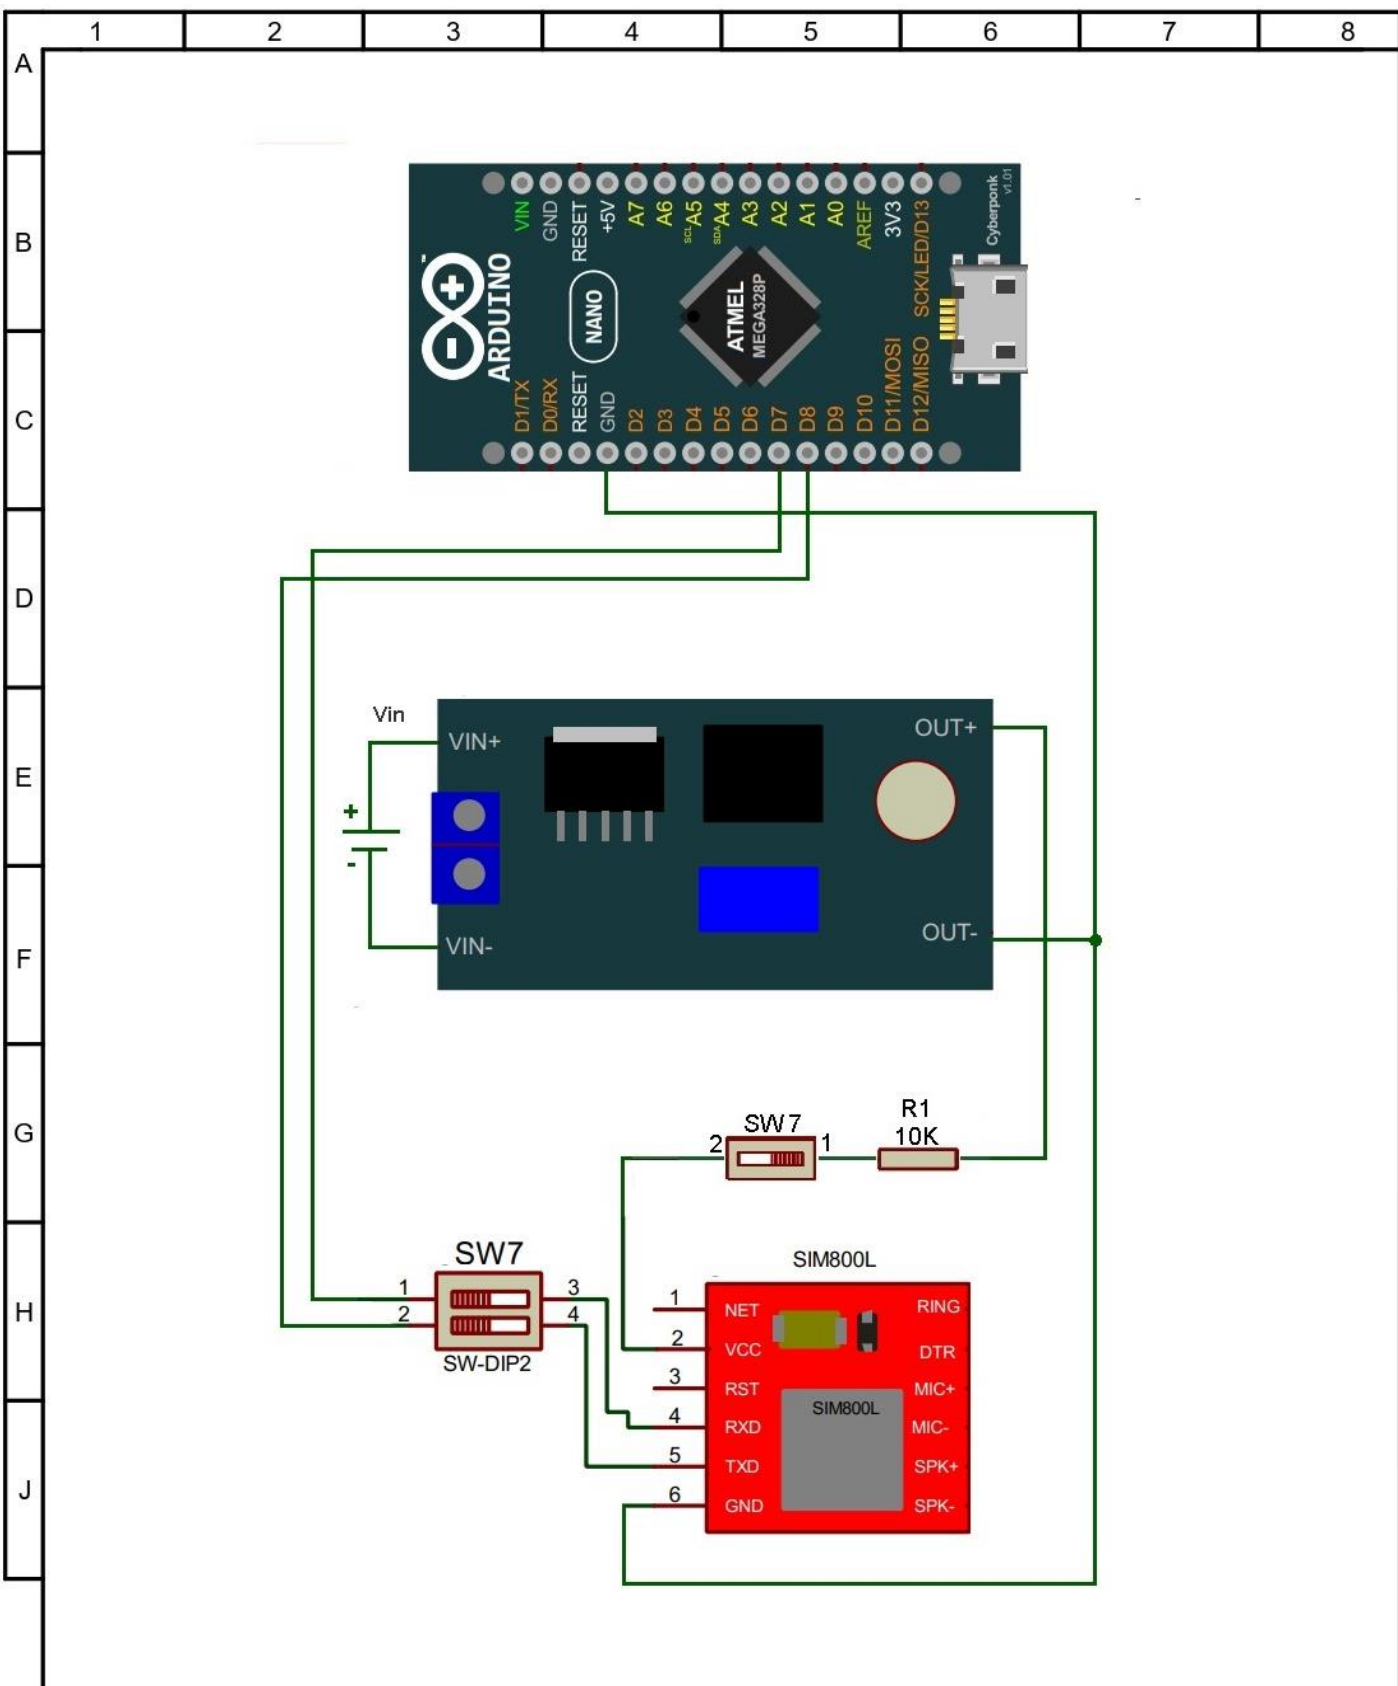 1 2 3 4 5 6 7 8
A
B
C
D
E
F
G
H
J
VIN
GND
RESET
+5V
A7
A6
SCL A5
SDA A4
A3
A2
A1
A0
AREF
3V3
SCK/LED/D13
Cyberponk
v1.01
™
ARDUINO
NANO
ATMEL
MEGA328P
D1/TX
D0/RX
RESET
GND
D2
D3
D4
D5
D6
D7
D8
D9
D10
D11/MOSI
D12/MISO
Vin
VIN+
+
-
VIN-
OUT+
OUT-
R1
10K
SW7
2 1
SW7
1 3
2 4
SW-DIP2
SIM800L
1 NET RING
2 VCC DTR
3 RST MIC+
SIM800L
4 RXD MIC-
5 TXD SPK+
6 GND SPK-